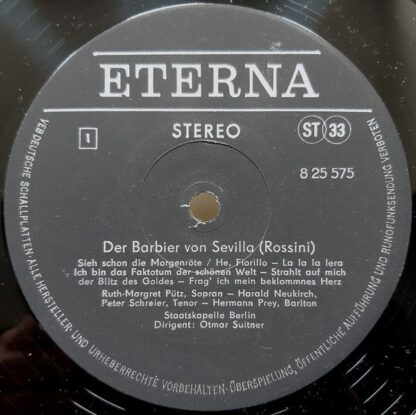 ETERNA
1
STEREO
ST 33
8 25 575
Der Barbier von Sevilla (Rossini)
Sieh schon die Morgenröte / He, Fiorillo – La la la lera
Ich bin das Faktotum der schönen Welt – Strahlt auf mich
der Blitz des Goldes – Frag' ich mein beklommnes Herz
Ruth-Margret Pütz, Sopran – Harald Neukirch,
Peter Schreier, Tenor – Hermann Prey, Bariton
Staatskapelle Berlin
Dirigent: Otmar Suitner
VEB DEUTSCHE SCHALLPLATTEN · ALLE HERSTELLER- UND URHEBERRECHTE VORBEHALTEN · ÜBERSPIELUNG, ÖFFENTLICHE AUFFÜHRUNG UND RUNDFUNKSENDUNG VERBOTEN